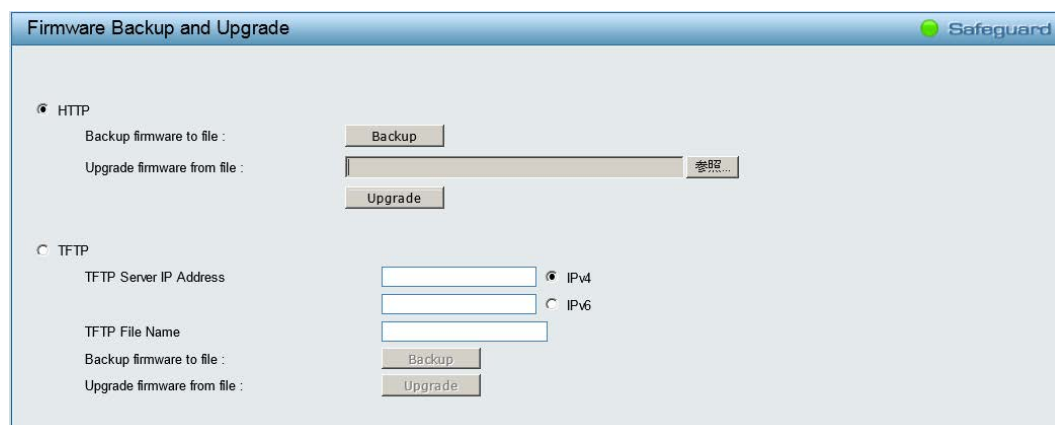 Firmware Backup and Upgrade
Safeguard
HTTP
Backup firmware to file : Backup
Upgrade firmware from file : 参照...
Upgrade
TFTP
TFTP Server IP Address IPv4
IPv6
TFTP File Name
Backup firmware to file : Backup
Upgrade firmware from file : Upgrade